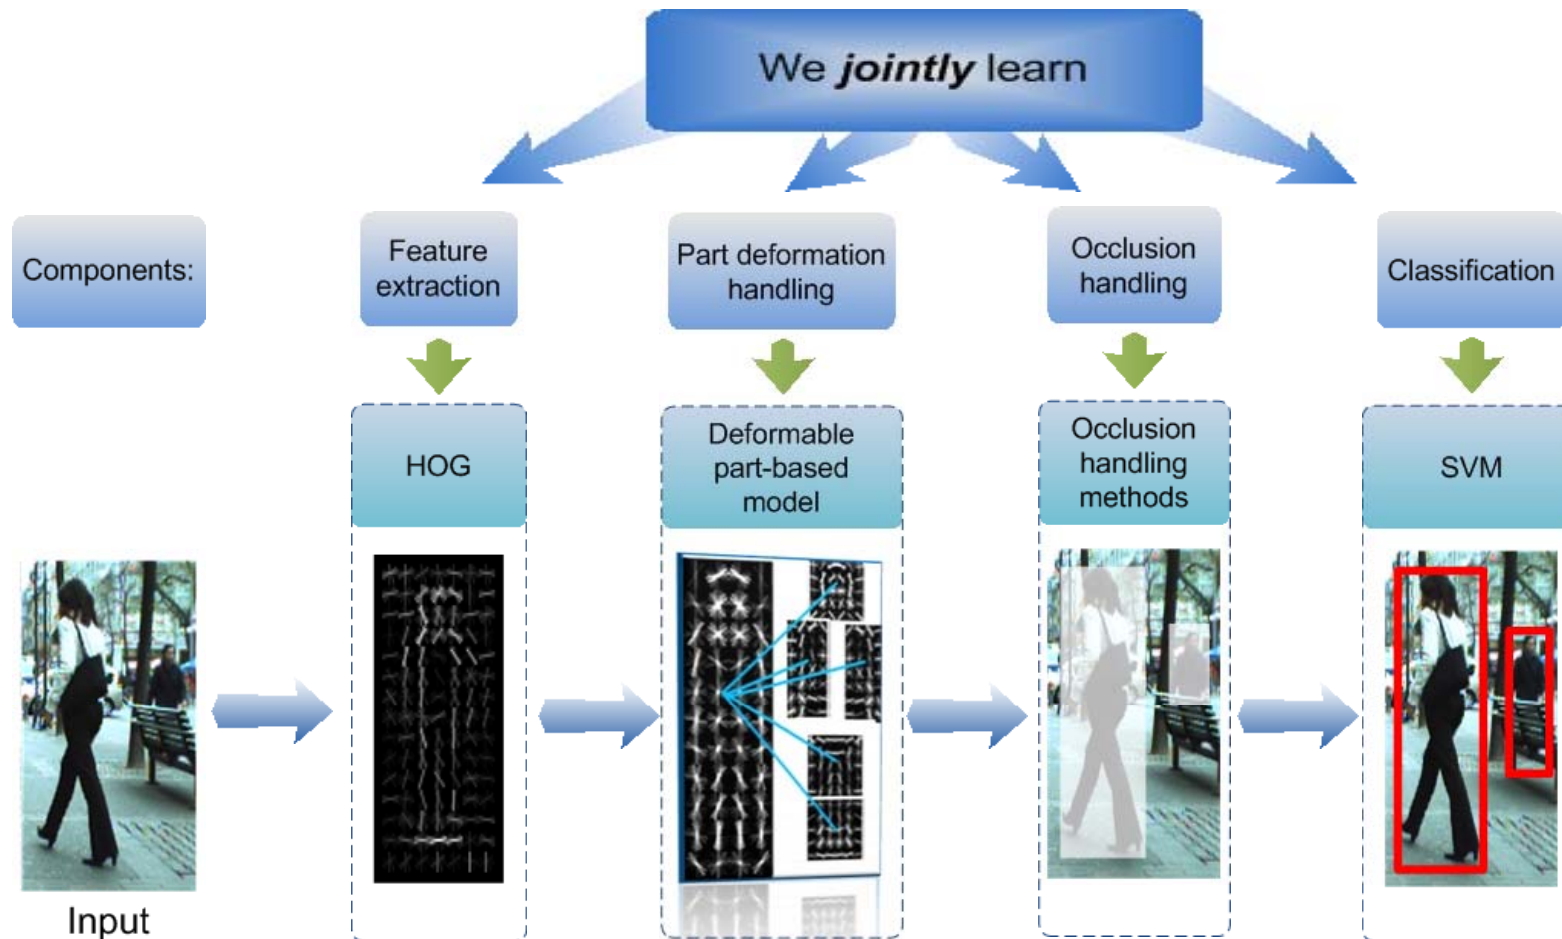 We jointly learn
Components:
Feature
extraction
Part deformation
handling
Occlusion
handling
Classification
HOG
Deformable
part-based
model
Occlusion
handling
methods
SVM
Input